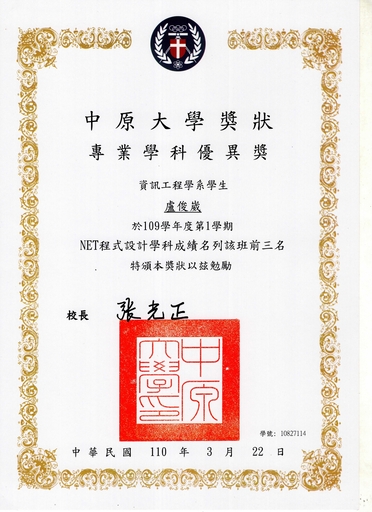 中原大學獎狀
專業學科優異獎
資訊工程學系學生
盧俊崴
於109學年度第1學期
NET程式設計學科成績名列該班前三名
特頒本獎狀以茲勉勵
校長 張光正
中原大學印
學號: 10827114
中華民國 110 年 3 月 22 日